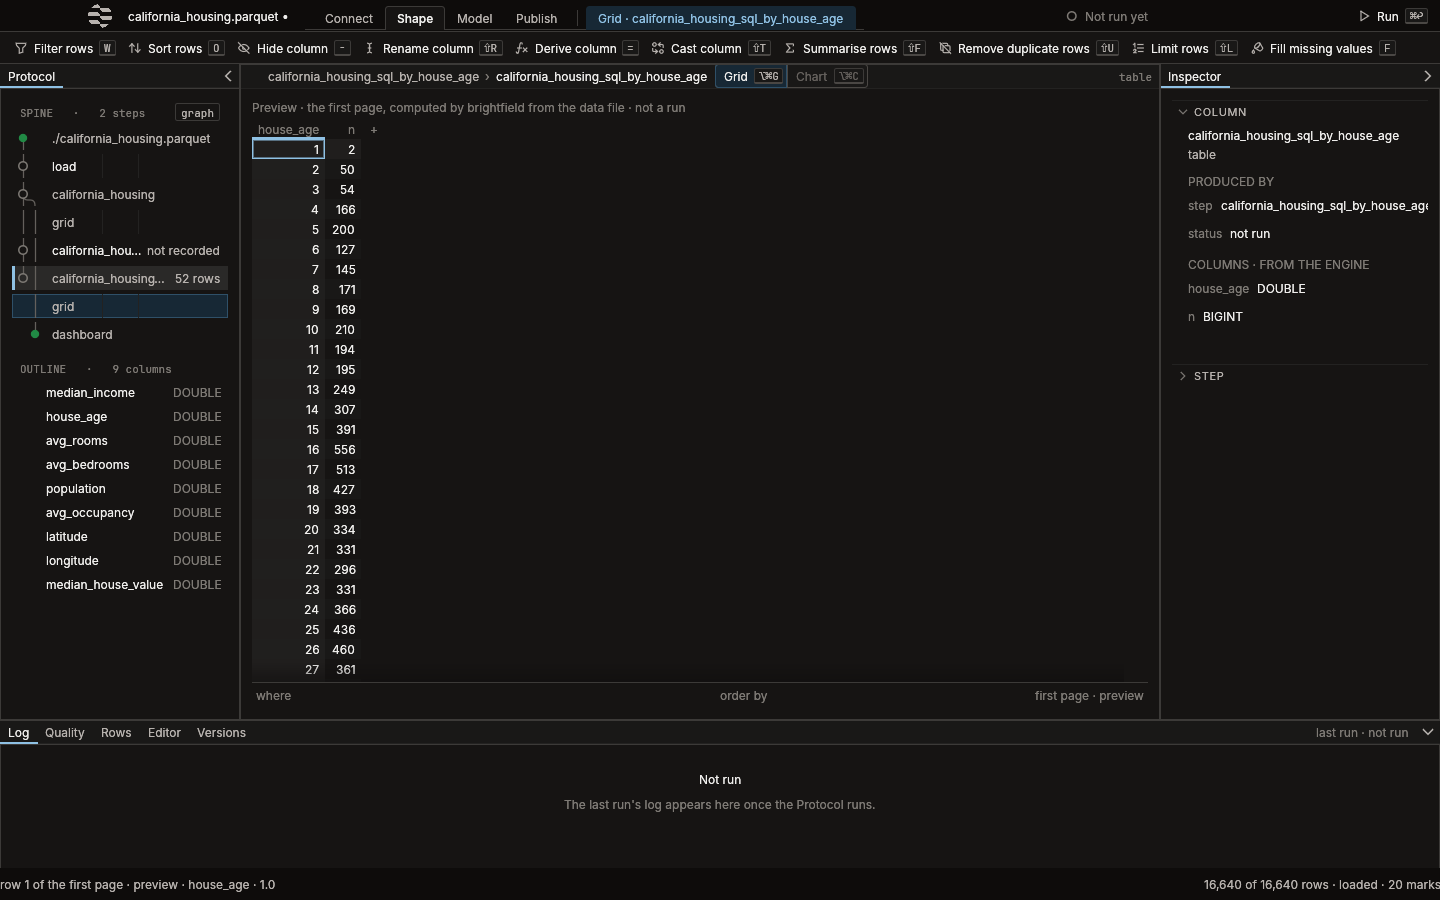 california_housing.parquet •
Connect Shape Model Publish
Grid · california_housing_sql_by_house_age
Not run yet
Run ⌘⏎
Filter rows W
Sort rows O
Hide column -
Rename column ⇧R
Derive column =
Cast column ⇧T
Summarise rows ⇧F
Remove duplicate rows ⇧U
Limit rows ⇧L
Fill missing values F
Protocol
SPINE · 2 steps graph
./california_housing.parquet
load
california_housing
grid
california_hou... not recorded
california_housing... 52 rows
grid
dashboard
OUTLINE · 9 columns
median_income DOUBLE
house_age DOUBLE
avg_rooms DOUBLE
avg_bedrooms DOUBLE
population DOUBLE
avg_occupancy DOUBLE
latitude DOUBLE
longitude DOUBLE
median_house_value DOUBLE
california_housing_sql_by_house_age › california_housing_sql_by_house_age Grid ⌥⌘G Chart ⌥⌘C table
Preview · the first page, computed by brightfield from the data file · not a run
house_age n +
1 2
2 50
3 54
4 166
5 200
6 127
7 145
8 171
9 169
10 210
11 194
12 195
13 249
14 307
15 391
16 556
17 513
18 427
19 393
20 334
21 331
22 296
23 331
24 366
25 436
26 460
27 361
where order by first page · preview
Inspector
COLUMN
california_housing_sql_by_house_age
table
PRODUCED BY
step california_housing_sql_by_house_age
status not run
COLUMNS · FROM THE ENGINE
house_age DOUBLE
n BIGINT
STEP
Log Quality Rows Editor Versions
last run · not run
Not run
The last run's log appears here once the Protocol runs.
row 1 of the first page · preview · house_age · 1.0
16,640 of 16,640 rows · loaded · 20 marks